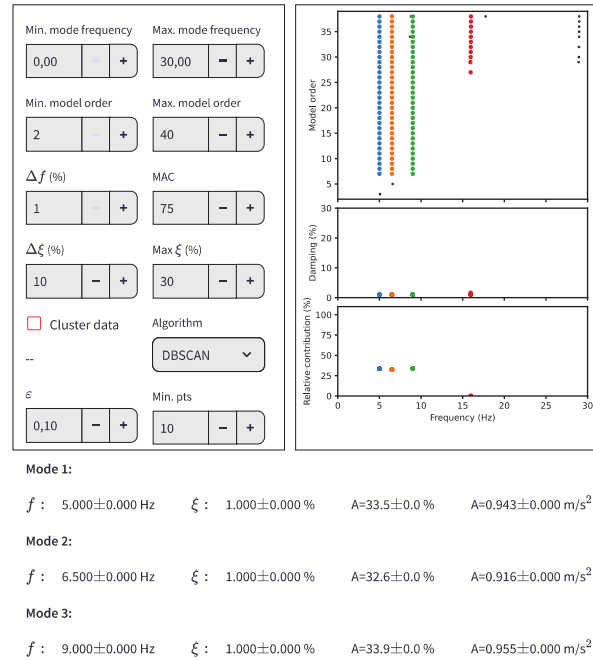 Min. mode frequency Max. mode frequency
0,00 − + 30,00 − +
Min. model order Max. model order
2 − + 40 − +
Δf (%) MAC
1 − + 75 − +
Δξ (%) Max ξ (%)
10 − + 30 − +
Cluster data Algorithm
-- DBSCAN
ε Min. pts
0,10 − + 10 − +
Model order
35
30
25
20
15
10
5
Damping (%)
30
20
10
0
Relative contribution (%)
100
75
50
25
0
0 5 10 15 20 25 30
Frequency (Hz)
Mode 1:
f : 5.000±0.000 Hz ξ : 1.000±0.000 % A=33.5±0.0 % A=0.943±0.000 m/s²
Mode 2:
f : 6.500±0.000 Hz ξ : 1.000±0.000 % A=32.6±0.0 % A=0.916±0.000 m/s²
Mode 3:
f : 9.000±0.000 Hz ξ : 1.000±0.000 % A=33.9±0.0 % A=0.955±0.000 m/s²